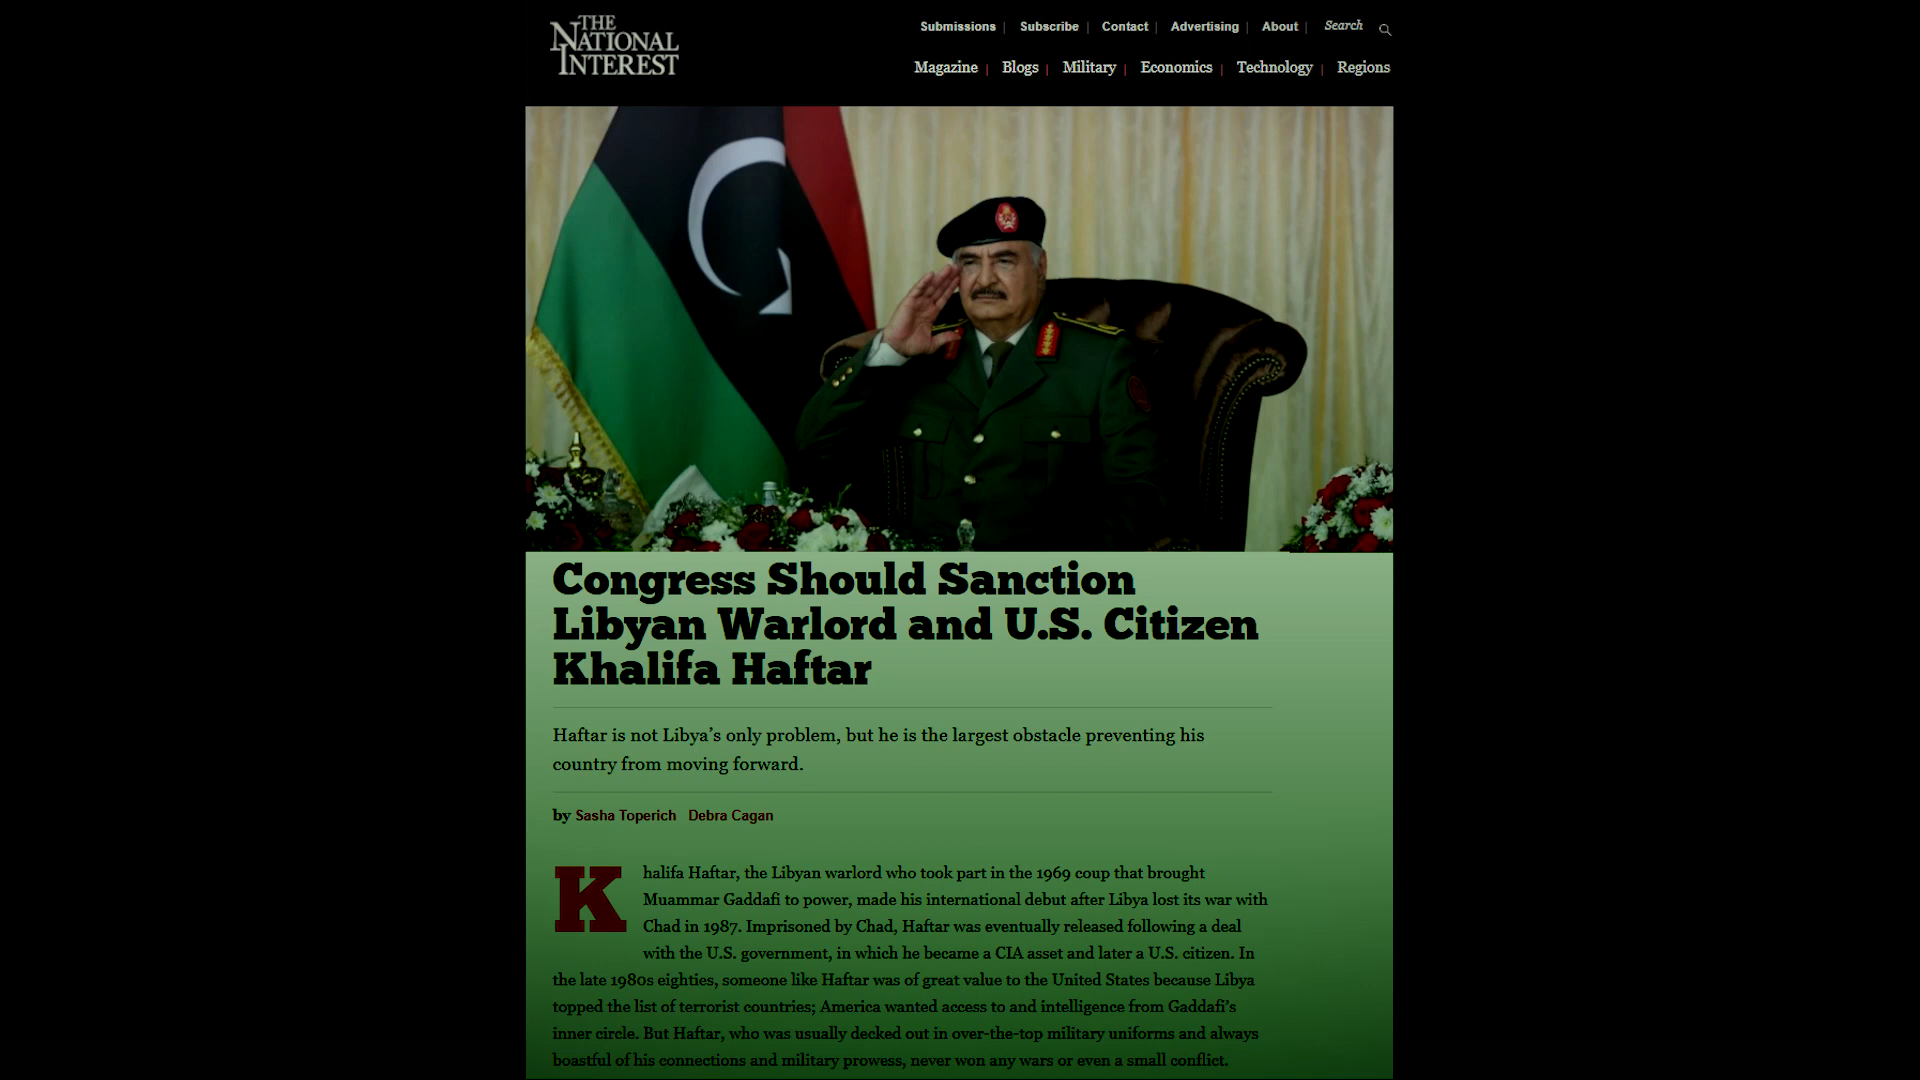 THE
NATIONAL
INTEREST
Submissions | Subscribe | Contact | Advertising | About | Search
Magazine | Blogs | Military | Economics | Technology | Regions
Congress Should Sanction
Libyan Warlord and U.S. Citizen
Khalifa Haftar
Haftar is not Libya’s only problem, but he is the largest obstacle preventing his
country from moving forward.
by Sasha Toperich Debra Cagan
Khalifa Haftar, the Libyan warlord who took part in the 1969 coup that brought
Muammar Gaddafi to power, made his international debut after Libya lost its war with
Chad in 1987. Imprisoned by Chad, Haftar was eventually released following a deal
with the U.S. government, in which he became a CIA asset and later a U.S. citizen. In
the late 1980s eighties, someone like Haftar was of great value to the United States because Libya
topped the list of terrorist countries; America wanted access to and intelligence from Gaddafi’s
inner circle. But Haftar, who was usually decked out in over-the-top military uniforms and always
boastful of his connections and military prowess, never won any wars or even a small conflict.